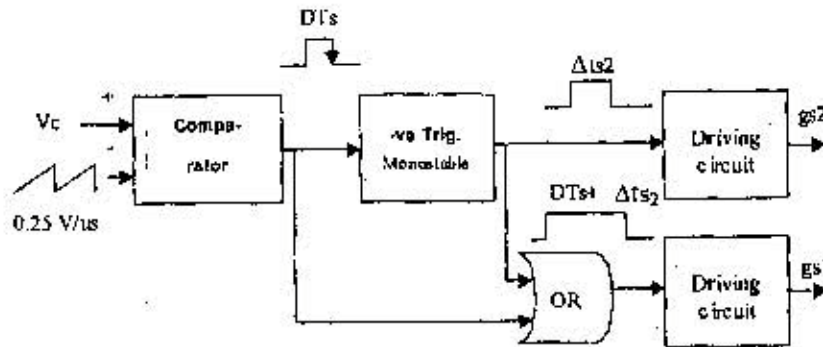 DTs
Δts2
+
Vc
-
Compa-
rator
-ve Trig.
Monostable
Driving
circuit
gs2
0.25 V/us
DTs+ Δts2
OR
Driving
circuit
gs